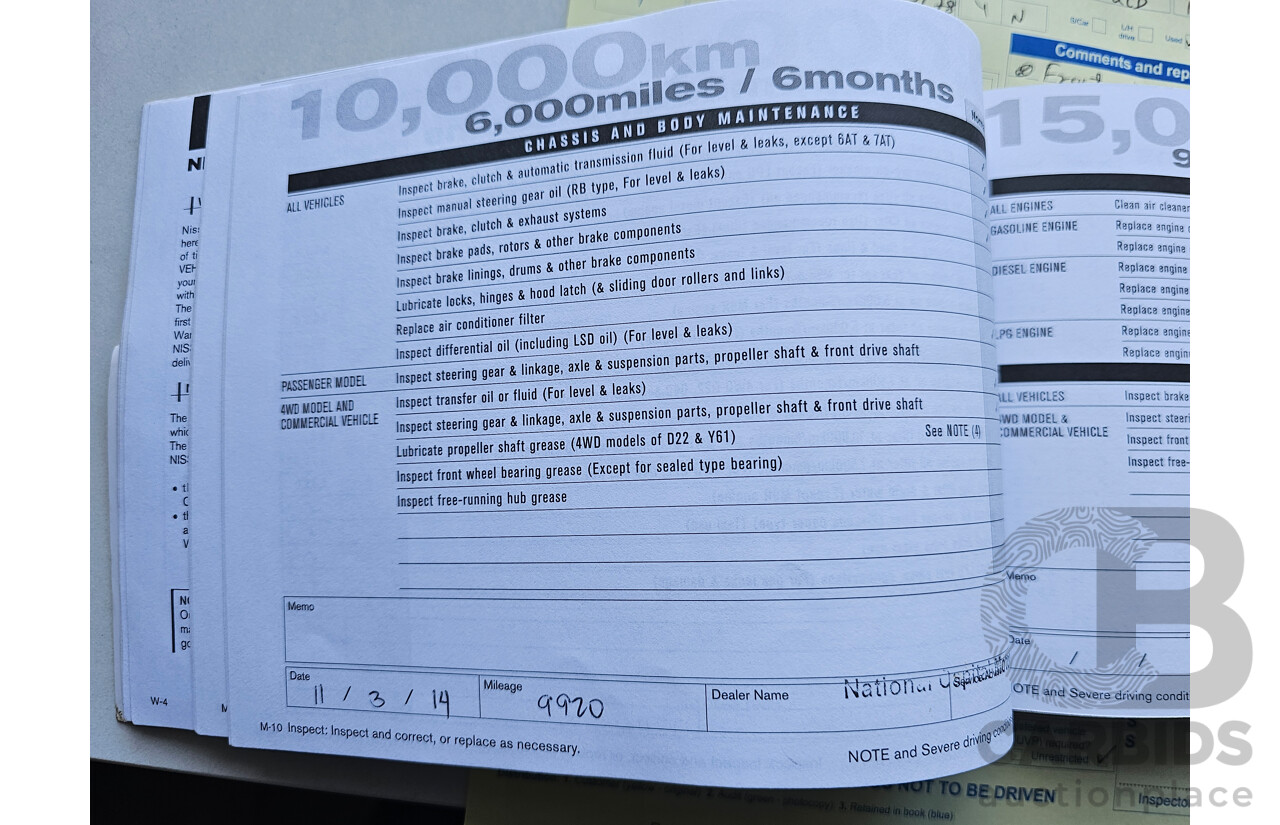 10,000km
6,000miles / 6months
CHASSIS AND BODY MAINTENANCE
ALL VEHICLES
Inspect brake, clutch & automatic transmission fluid (For level & leaks, except 6AT & 7AT)
Inspect manual steering gear oil (RB type, For level & leaks)
Inspect brake, clutch & exhaust systems
Inspect brake pads, rotors & other brake components
Inspect brake linings, drums & other brake components
Lubricate locks, hinges & hood latch (& sliding door rollers and links)
Replace air conditioner filter
Inspect differential oil (including LSD oil) (For level & leaks)
PASSENGER MODEL
Inspect steering gear & linkage, axle & suspension parts, propeller shaft & front drive shaft
4WD MODEL AND
COMMERCIAL VEHICLE
Inspect transfer oil or fluid (For level & leaks)
Inspect steering gear & linkage, axle & suspension parts, propeller shaft & front drive shaft
Lubricate propeller shaft grease (4WD models of D22 & Y61) See NOTE (4)
Inspect front wheel bearing grease (Except for sealed type bearing)
Inspect free-running hub grease
Memo
Date
11 / 3 / 14
Mileage
9920
Dealer Name
National
M-10 Inspect: Inspect and correct, or replace as necessary.
NOTE and Severe driving
W-4
Comments and rep
15,0
ALL ENGINES Clean air cleaner
GASOLINE ENGINE Replace engine
Replace engine
DIESEL ENGINE Replace engine
Replace engine
Replace engine
LPG ENGINE Replace engine
Replace engine
ALL VEHICLES Inspect brake
4WD MODEL & Inspect steeri
COMMERCIAL VEHICLE Inspect front
Inspect free-
Memo
Date
/ /
NOTE and Severe driving condit
Unrestricted
NOT TO BE DRIVEN
Inspecto
3. Retained in book (blue)
CARBIDS
auctionplace